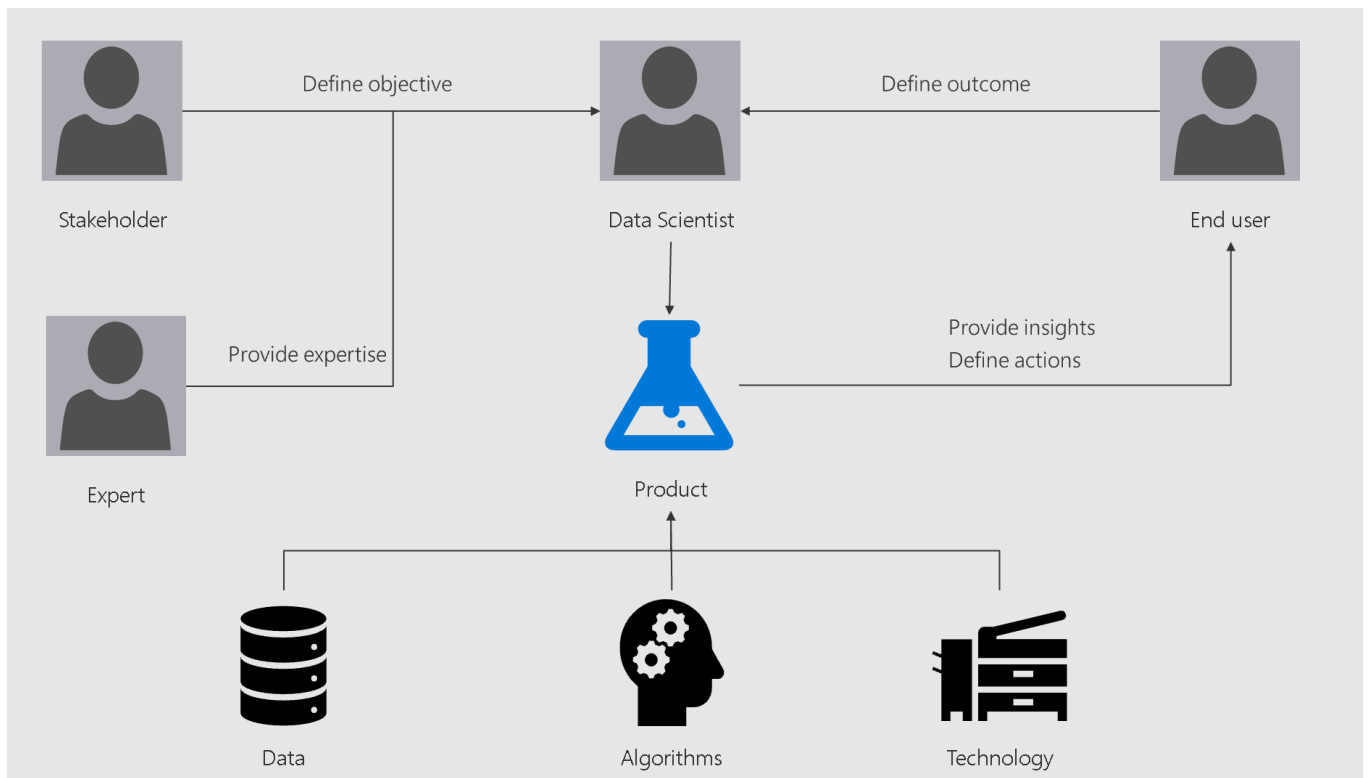 Define objective
Define outcome
Stakeholder
Data Scientist
End user
Provide expertise
Provide insights
Define actions
Expert
Product
Data
Algorithms
Technology